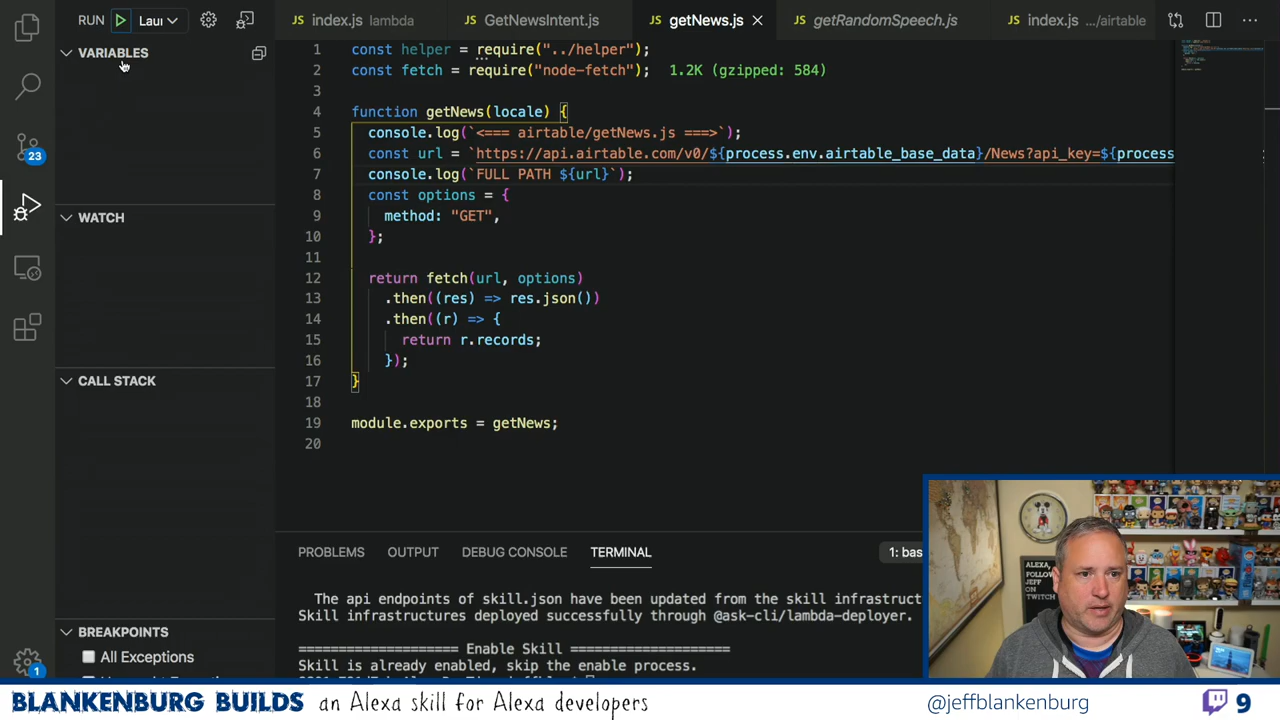 RUN Laun
index.js lambda
GetNewsIntent.js
getNews.js
getRandomSpeech.js
index.js .../airtable
VARIABLES
23
WATCH
CALL STACK
BREAKPOINTS
All Exceptions
1
1 const helper = require("../helper");
2 const fetch = require("node-fetch"); 1.2K (gzipped: 584)
3
4 function getNews(locale) {
5 console.log(`<=== airtable/getNews.js ===>`);
6 const url = `https://api.airtable.com/v0/${process.env.airtable_base_data}/News?api_key=${process
7 console.log(`FULL PATH ${url}`);
8 const options = {
9 method: "GET",
10 };
11
12 return fetch(url, options)
13 .then((res) => res.json())
14 .then((r) => {
15 return r.records;
16 });
17 }
18
19 module.exports = getNews;
20
PROBLEMS OUTPUT DEBUG CONSOLE TERMINAL 1: bas
The api endpoints of skill.json have been updated from the skill infrastruct
Skill infrastructures deployed successfully through @ask-cli/lambda-deployer.
=================== Enable Skill ===================
Skill is already enabled, skip the enable process.
ALEXA,
FOLLOW
JEFF
ON
TWITCH
BLANKENBURG BUILDS an Alexa skill for Alexa developers @jeffblankenburg 9